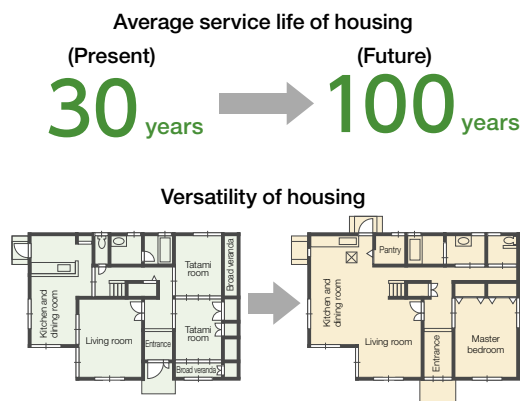 Average service life of housing
(Present)
(Future)
30 years
100 years
Versatility of housing
Kitchen and
dining room
Living room
Tatami
room
Broad veranda
Tatami
room
Entrance
Broad veranda
Kitchen and
dining room
Pantry
Living room
Entrance
Master
bedroom